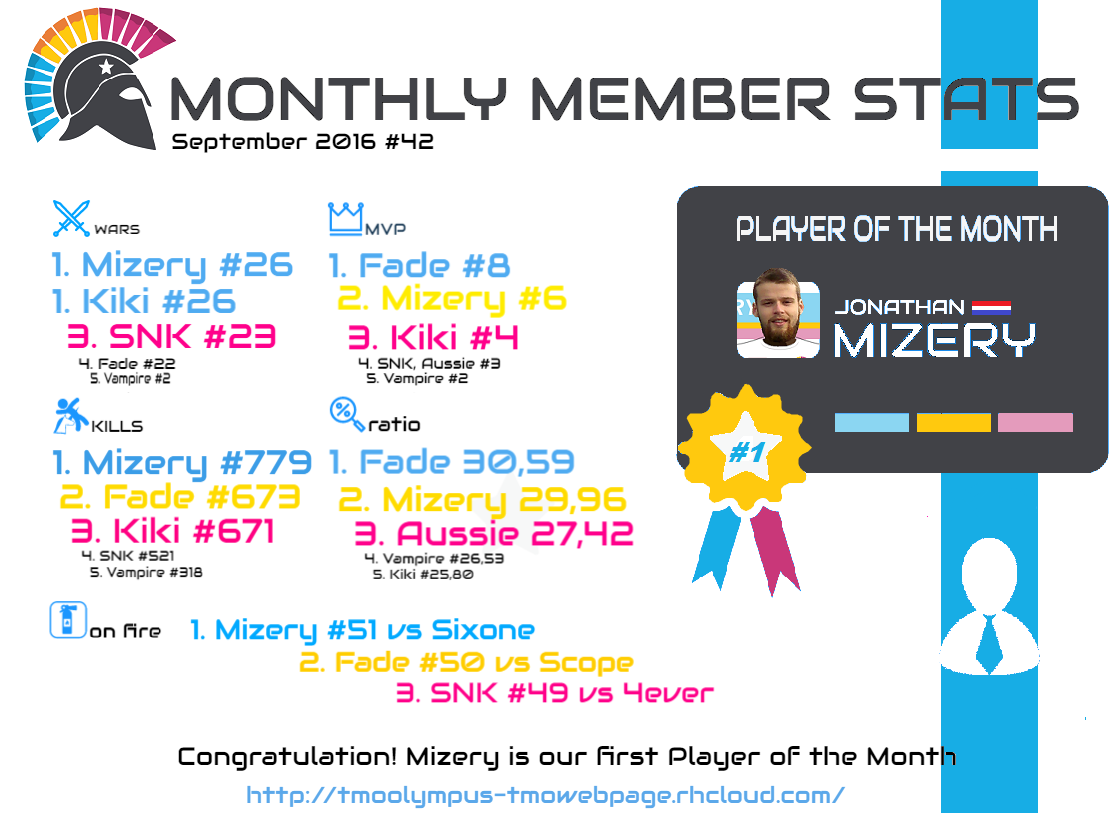 MONTHLY MEMBER STATS
September 2016 #42
WARS
1. Mizery #26
1. Kiki #26
3. SNK #23
4. Fade #22
5. Vampire #2
MVP
1. Fade #8
2. Mizery #6
3. Kiki #4
4. SNK, Aussie #3
5. Vampire #2
KILLS
1. Mizery #779
2. Fade #673
3. Kiki #671
4. SNK #521
5. Vampire #318
ratio
1. Fade 30,59
2. Mizery 29,96
3. Aussie 27,42
4. Vampire #26,53
5. Kiki #25,80
on fire
1. Mizery #51 vs Sixone
2. Fade #50 vs Scope
3. SNK #49 vs 4ever
PLAYER OF THE MONTH
JONATHAN
MIZERY
#1
Congratulation! Mizery is our first Player of the Month
http://tmoolympus-tmowebpage.rhcloud.com/